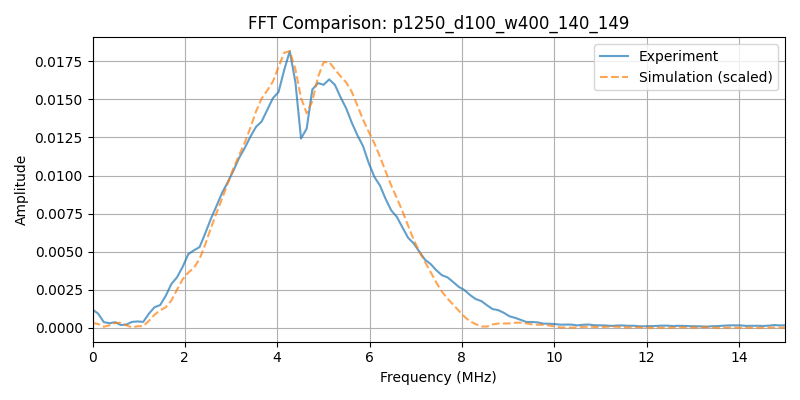 FFT Comparison: p1250_d100_w400_140_149
Experiment
Simulation (scaled)
Amplitude
0.0175
0.0150
0.0125
0.0100
0.0075
0.0050
0.0025
0.0000
0 2 4 6 8 10 12 14
Frequency (MHz)